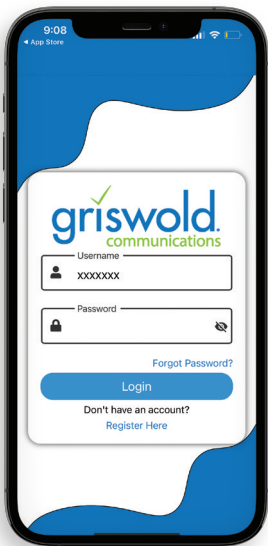 9:08
◀ App Store
griswold.
communications
Username
xxxxxxx
Password
Forgot Password?
Login
Don't have an account?
Register Here